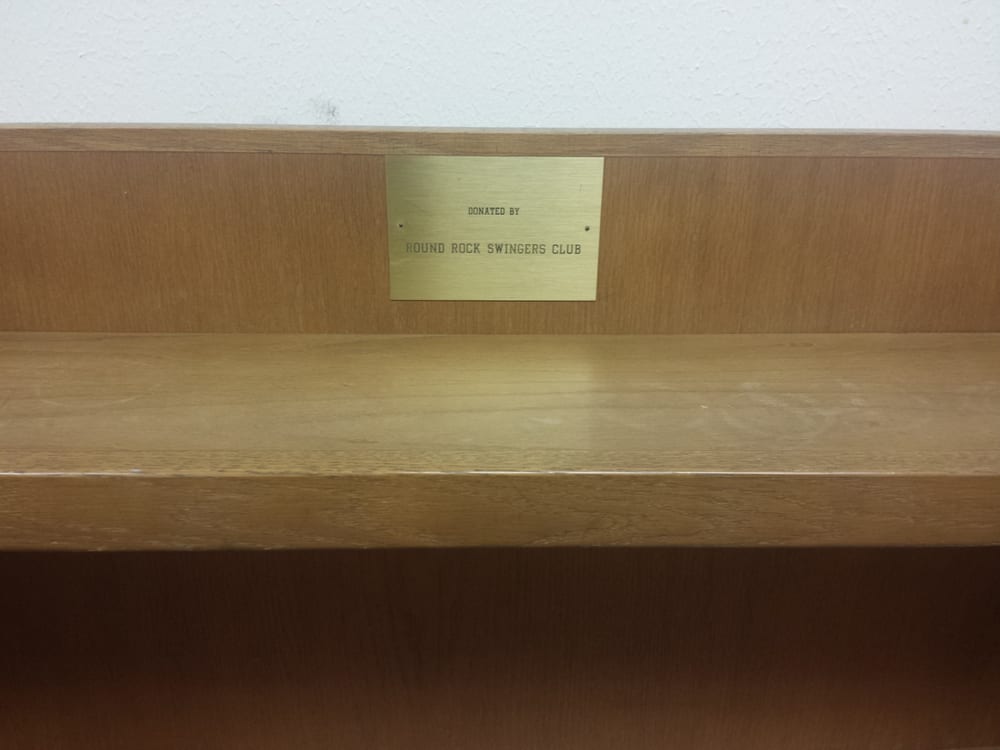 DONATED BY
ROUND ROCK SWINGERS CLUB